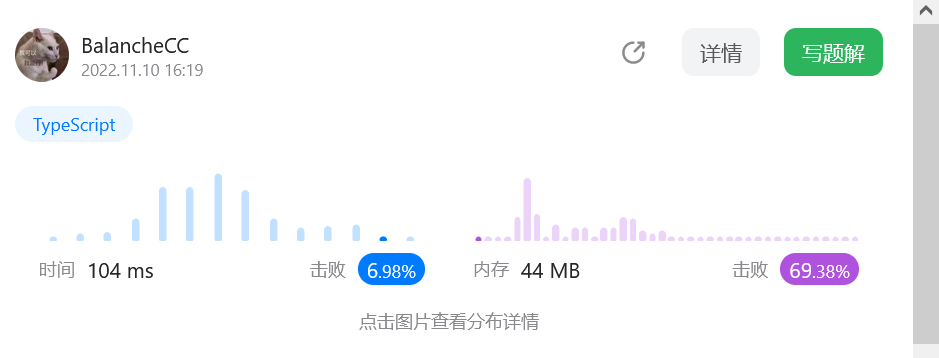 BalancheCC
2022.11.10 16:19
详情
写题解
TypeScript
时间 104 ms
击败 6.98%
内存 44 MB
击败 69.38%
点击图片查看分布详情